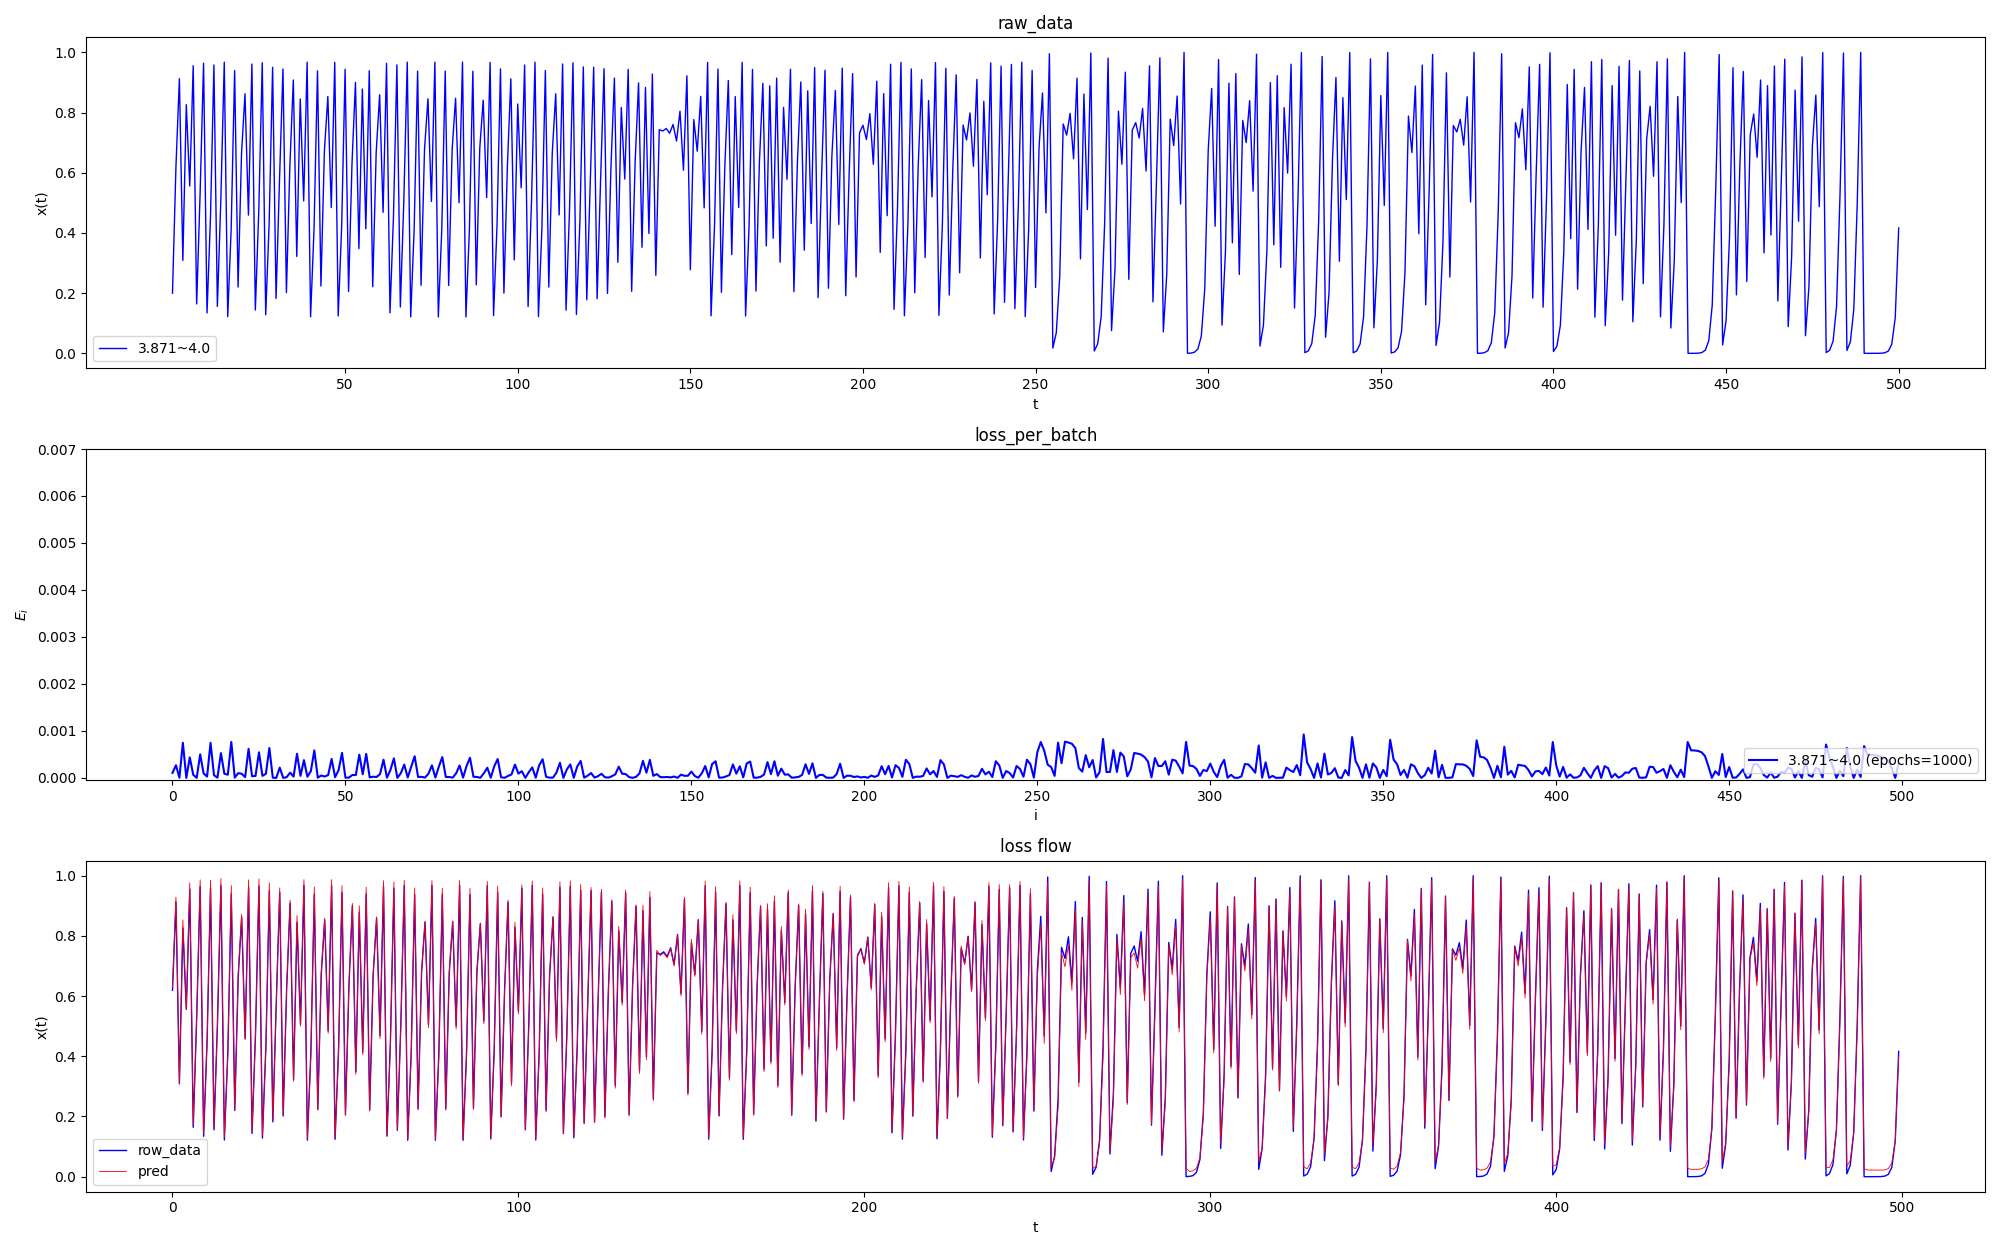 raw_data
1.0
0.8
0.6
0.4
0.2
0.0
x(t)
3.871~4.0
50 100 150 200 250 300 350 400 450 500
t
loss_per_batch
0.007
0.006
0.005
0.004
0.003
0.002
0.001
0.000
E_i
3.871~4.0 (epochs=1000)
0 50 100 150 200 250 300 350 400 450 500
i
loss flow
1.0
0.8
0.6
0.4
0.2
0.0
x(t)
row_data
pred
0 100 200 300 400 500
t